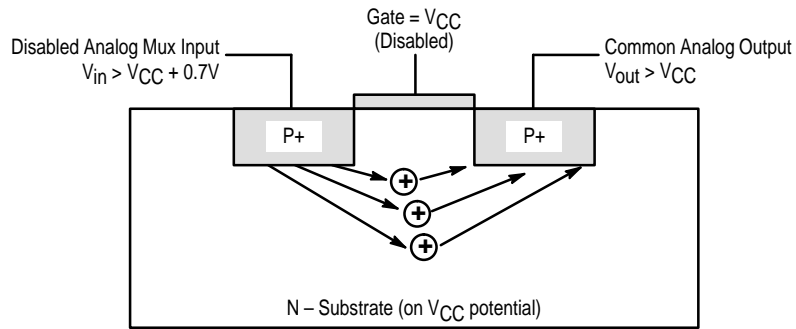 Gate = VCC
(Disabled)
Disabled Analog Mux Input
Vin > VCC + 0.7V
Common Analog Output
Vout > VCC
P+
P+
+
+
+
N – Substrate (on VCC potential)